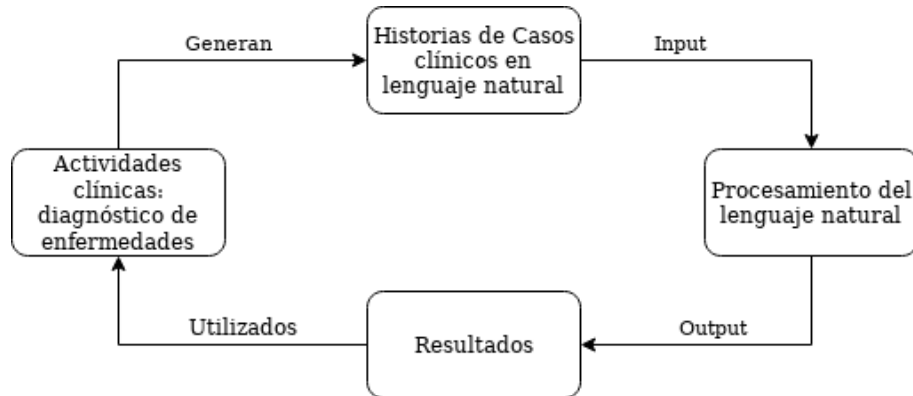 Generan
Historias de Casos
clínicos en
lenguaje natural
Input
Actividades
clínicas:
diagnóstico de
enfermedades
Procesamiento del
lenguaje natural
Utilizados
Resultados
Output